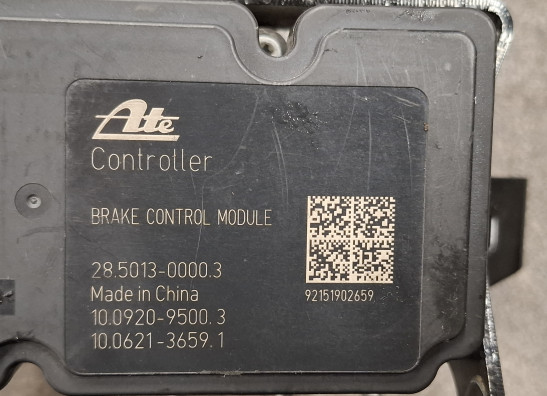 Ate
Controller
BRAKE CONTROL MODULE
28.5013-0000.3
Made in China
10.0920-9500.3
10.0621-3659.1
92151902659